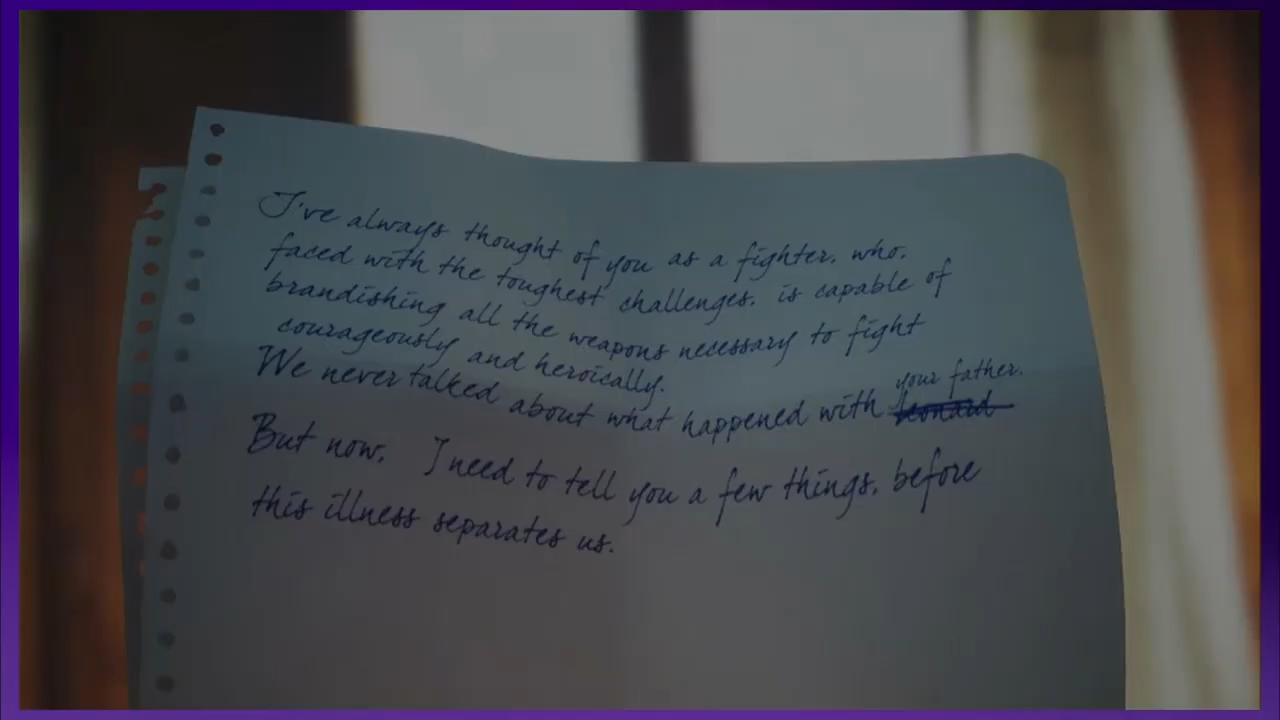 I've always thought of you as a fighter. who.
faced with the toughest challenges. is capable of
brandishing all the weapons necessary to fight
courageously and heroically.
We never talked about what happened with leonard your father.
But now. I need to tell you a few things. before
this illness separates us.